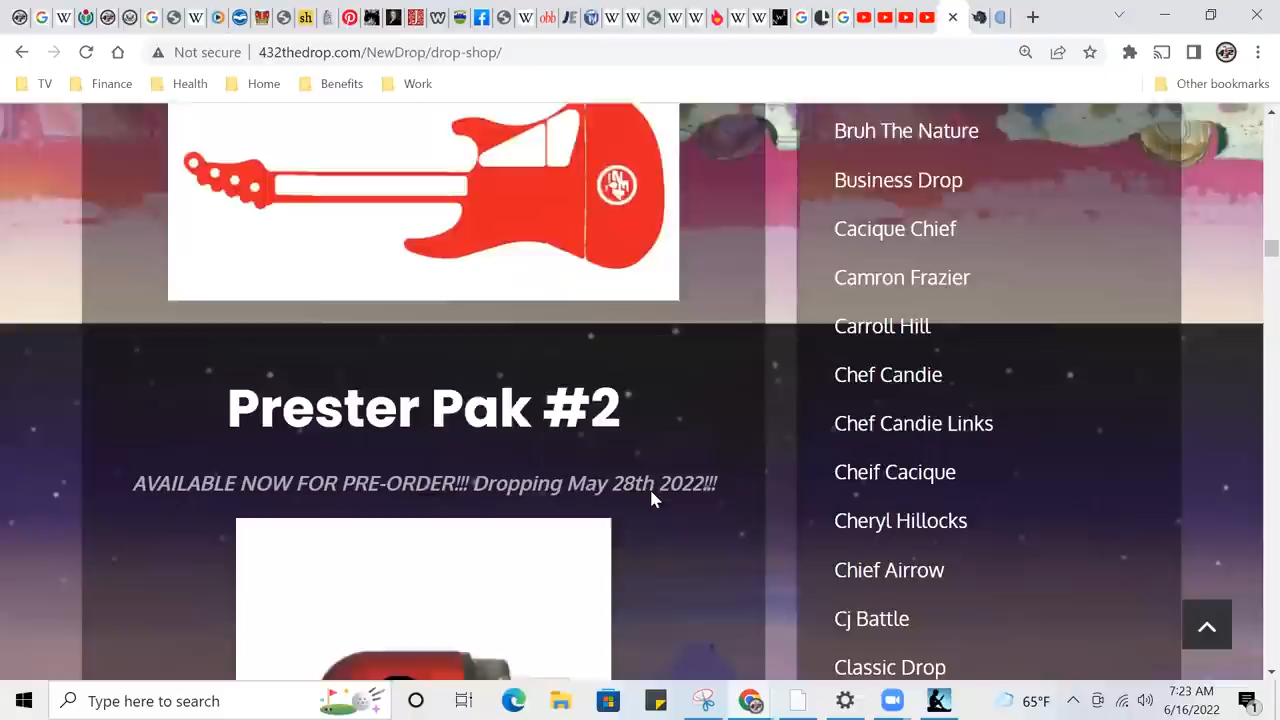 Not secure
432thedrop.com/NewDrop/drop-shop/
TV
Finance
Health
Home
Benefits
Work
Other bookmarks
Bruh The Nature
Business Drop
Cacique Chief
Camron Frazier
Carroll Hill
Chef Candie
Chef Candie Links
Cheif Cacique
Cheryl Hillocks
Chief Airrow
Cj Battle
Classic Drop
Prester Pak #2
AVAILABLE NOW FOR PRE-ORDER!!! Dropping May 28th 2022!!!
Type here to search
65°F
7:23 AM
6/16/2022
1